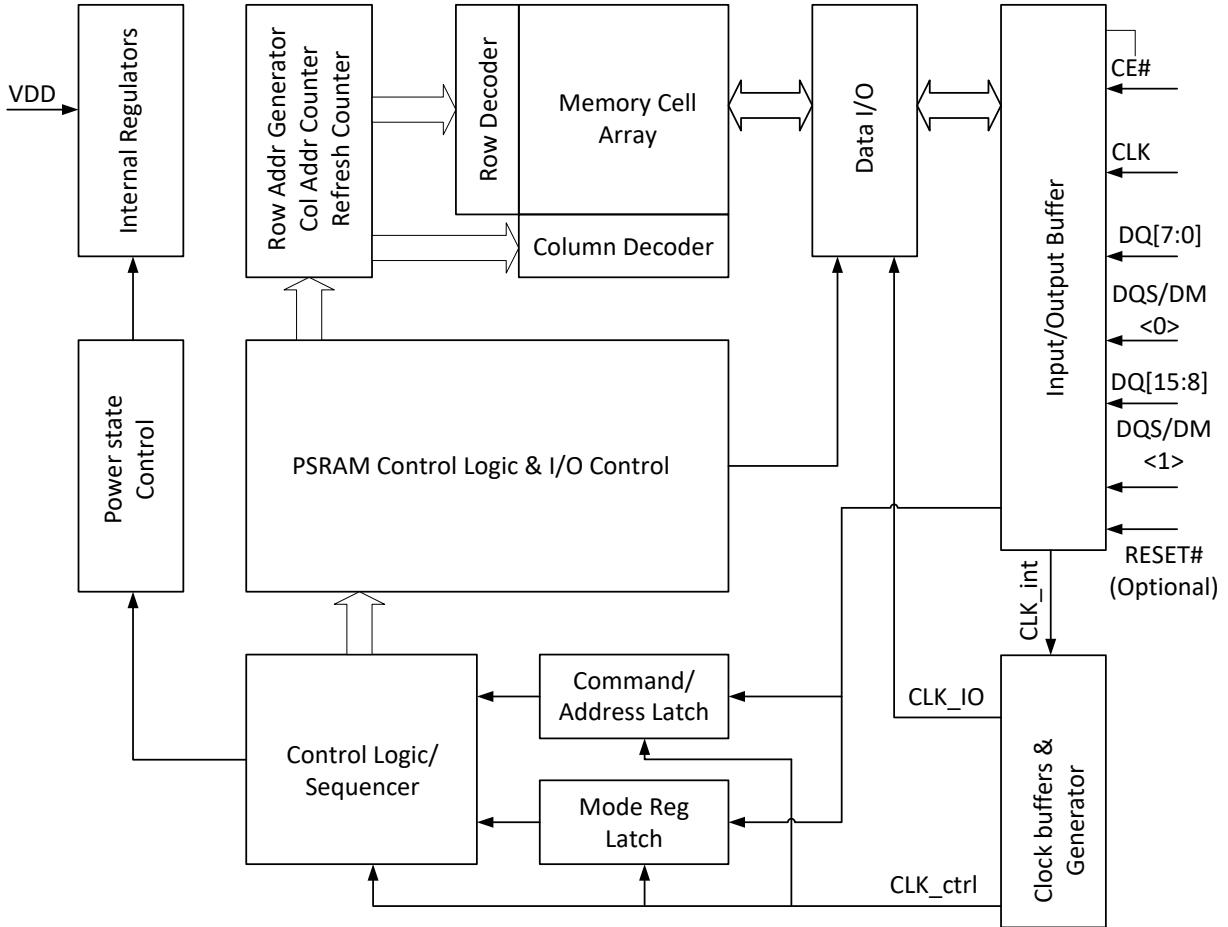 VDD
Internal Regulators
Row Addr Generator
Col Addr Counter
Refresh Counter
Row Decoder
Memory Cell
Array
Column Decoder
Data I/O
Input/Output Buffer
CE#
CLK
DQ[7:0]
DQS/DM
<0>
DQ[15:8]
DQS/DM
<1>
RESET#
(Optional)
Power state
Control
PSRAM Control Logic & I/O Control
CLK_int
Control Logic/
Sequencer
Command/
Address Latch
Mode Reg
Latch
CLK_IO
CLK_ctrl
Clock buffers &
Generator